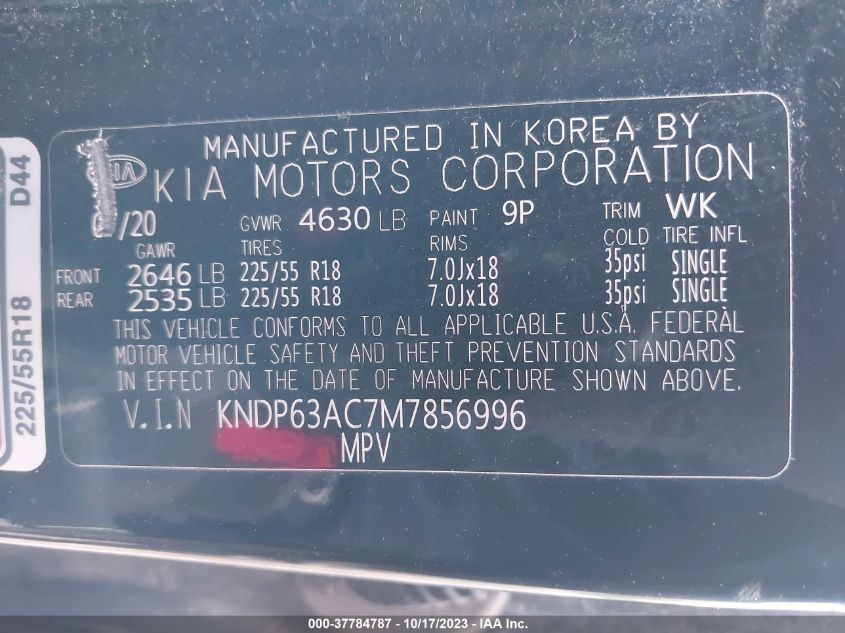 MANUFACTURED IN KOREA BY
KIA KIA MOTORS CORPORATION
/20 GVWR 4630 LB PAINT 9P TRIM WK
GAWR TIRES RIMS COLD TIRE INFL
FRONT 2646 LB 225/55 R18 7.0Jx18 35psi SINGLE
REAR 2535 LB 225/55 R18 7.0Jx18 35psi SINGLE
THIS VEHICLE CONFORMS TO ALL APPLICABLE U.S.A. FEDERAL
MOTOR VEHICLE SAFETY AND THEFT PREVENTION STANDARDS
IN EFFECT ON THE DATE OF MANUFACTURE SHOWN ABOVE.
V.I.N KNDP63AC7M7856996
MPV
225/55R18 D44
000-37784787 - 10/17/2023 - IAA Inc.